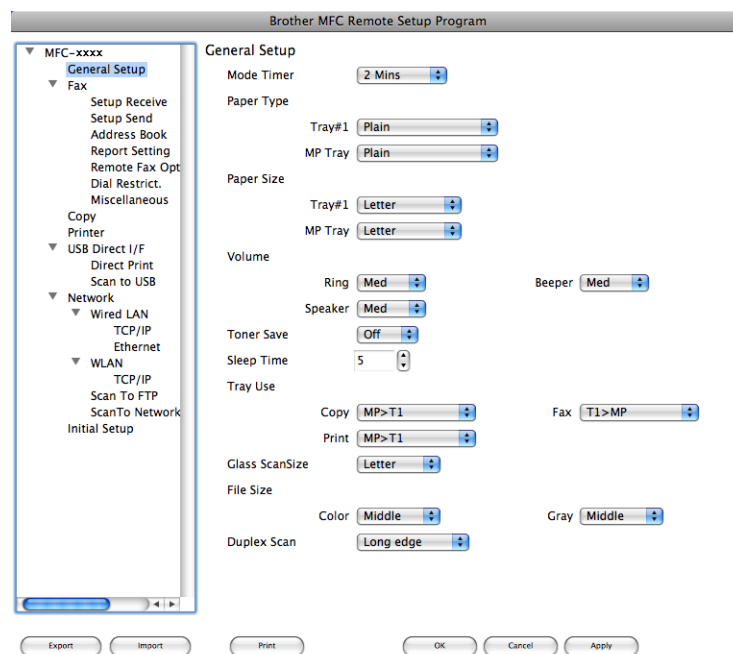 Brother MFC Remote Setup Program
MFC-xxxx
General Setup
Fax
Setup Receive
Setup Send
Address Book
Report Setting
Remote Fax Opt
Dial Restrict.
Miscellaneous
Copy
Printer
USB Direct I/F
Direct Print
Scan to USB
Network
Wired LAN
TCP/IP
Ethernet
WLAN
TCP/IP
Scan To FTP
ScanTo Network
Initial Setup
General Setup
Mode Timer 2 Mins
Paper Type
Tray#1 Plain
MP Tray Plain
Paper Size
Tray#1 Letter
MP Tray Letter
Volume
Ring Med Beeper Med
Speaker Med
Toner Save Off
Sleep Time 5
Tray Use
Copy MP>T1 Fax T1>MP
Print MP>T1
Glass ScanSize Letter
File Size
Color Middle Gray Middle
Duplex Scan Long edge
Export Import Print OK Cancel Apply